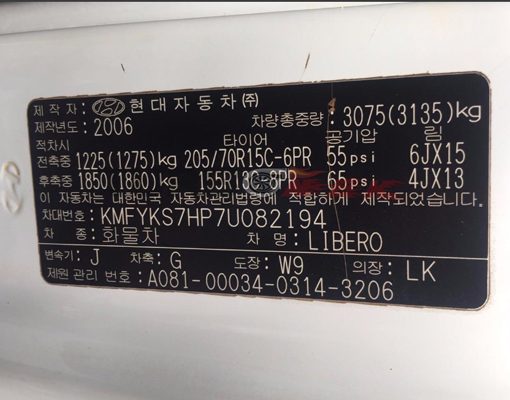 제 작 자 : HYUNDAI 현대자동차㈜
제작년도 : 2006 차량총중량 : 3075(3135)kg
적차시 타이어 공기압 림
전축중 1225(1275)kg 205/70R15C-6PR 55psi 6JX15
후축중 1850(1860)kg 155R13C-8PR 65psi 4JX13
이 자동차는 대한민국 자동차관리법령에 적합하게 제작되었습니다.
차대번호 : KMFYKS7HP7U082194
차 종 : 화물차 차 명 : LIBERO
변속기 : J 차축 : G 도장 : W9 의장 : LK
제원 관리 번호 : A081-00034-0314-3206